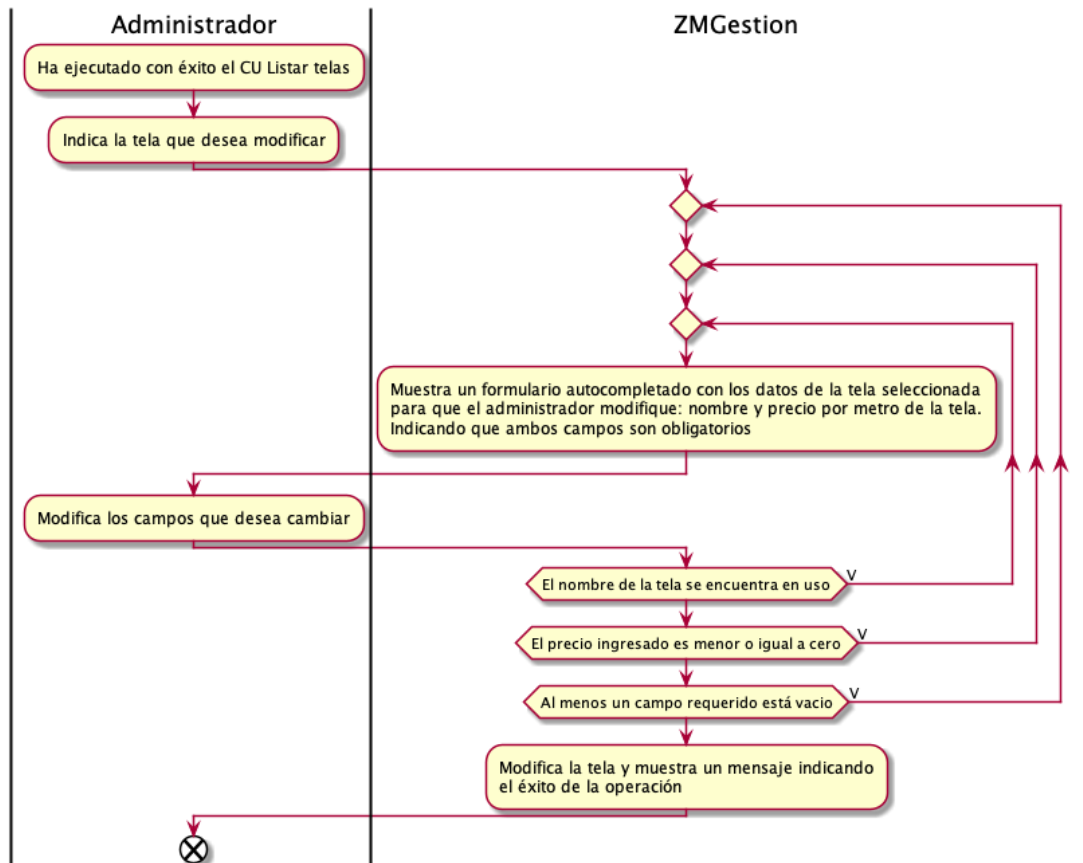 Administrador
ZMGestion
Ha ejecutado con éxito el CU Listar telas
Indica la tela que desea modificar
Muestra un formulario autocompletado con los datos de la tela seleccionada
para que el administrador modifique: nombre y precio por metro de la tela.
Indicando que ambos campos son obligatorios
Modifica los campos que desea cambiar
El nombre de la tela se encuentra en uso
V
El precio ingresado es menor o igual a cero
V
Al menos un campo requerido está vacio
V
Modifica la tela y muestra un mensaje indicando
el éxito de la operación